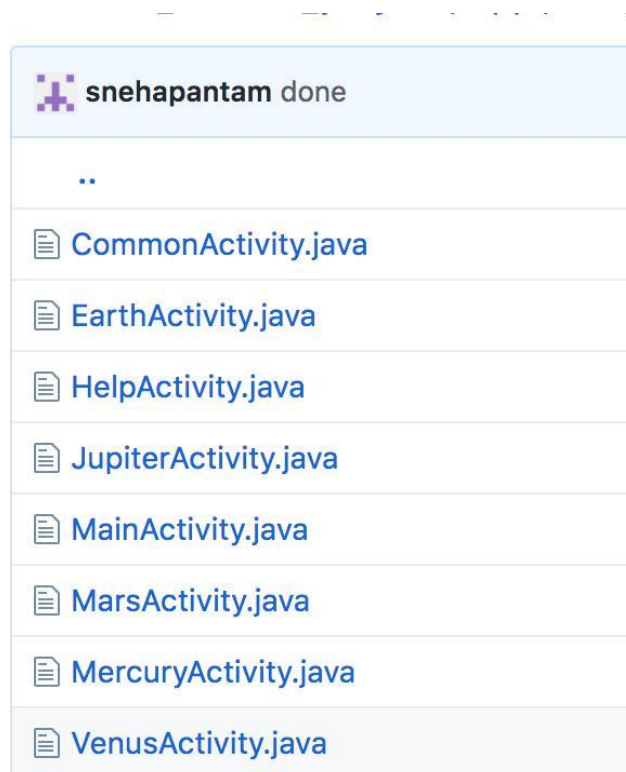 snehapantam done
..
CommonActivity.java
EarthActivity.java
HelpActivity.java
JupiterActivity.java
MainActivity.java
MarsActivity.java
MercuryActivity.java
VenusActivity.java